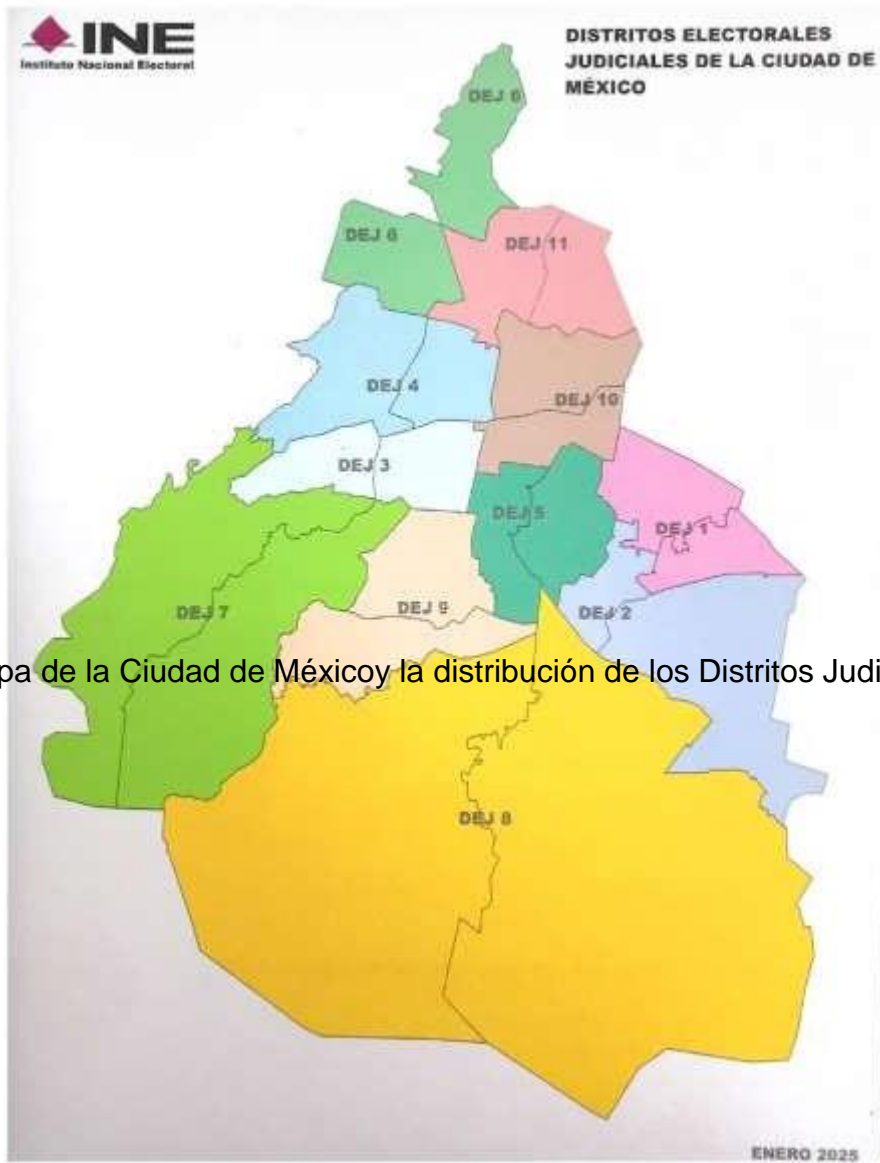 INE
Instituto Nacional Electoral
DISTRITOS ELECTORALES
JUDICIALES DE LA CIUDAD DE
MÉXICO
DEJ 6
DEJ 6
DEJ 11
DEJ 4
DEJ 10
DEJ 3
DEJ 5
DEJ 1
DEJ 7
DEJ 9
DEJ 2
pa de la Ciudad de Méxicoy la distribución de los Distritos Judi
DEJ 8
ENERO 2025